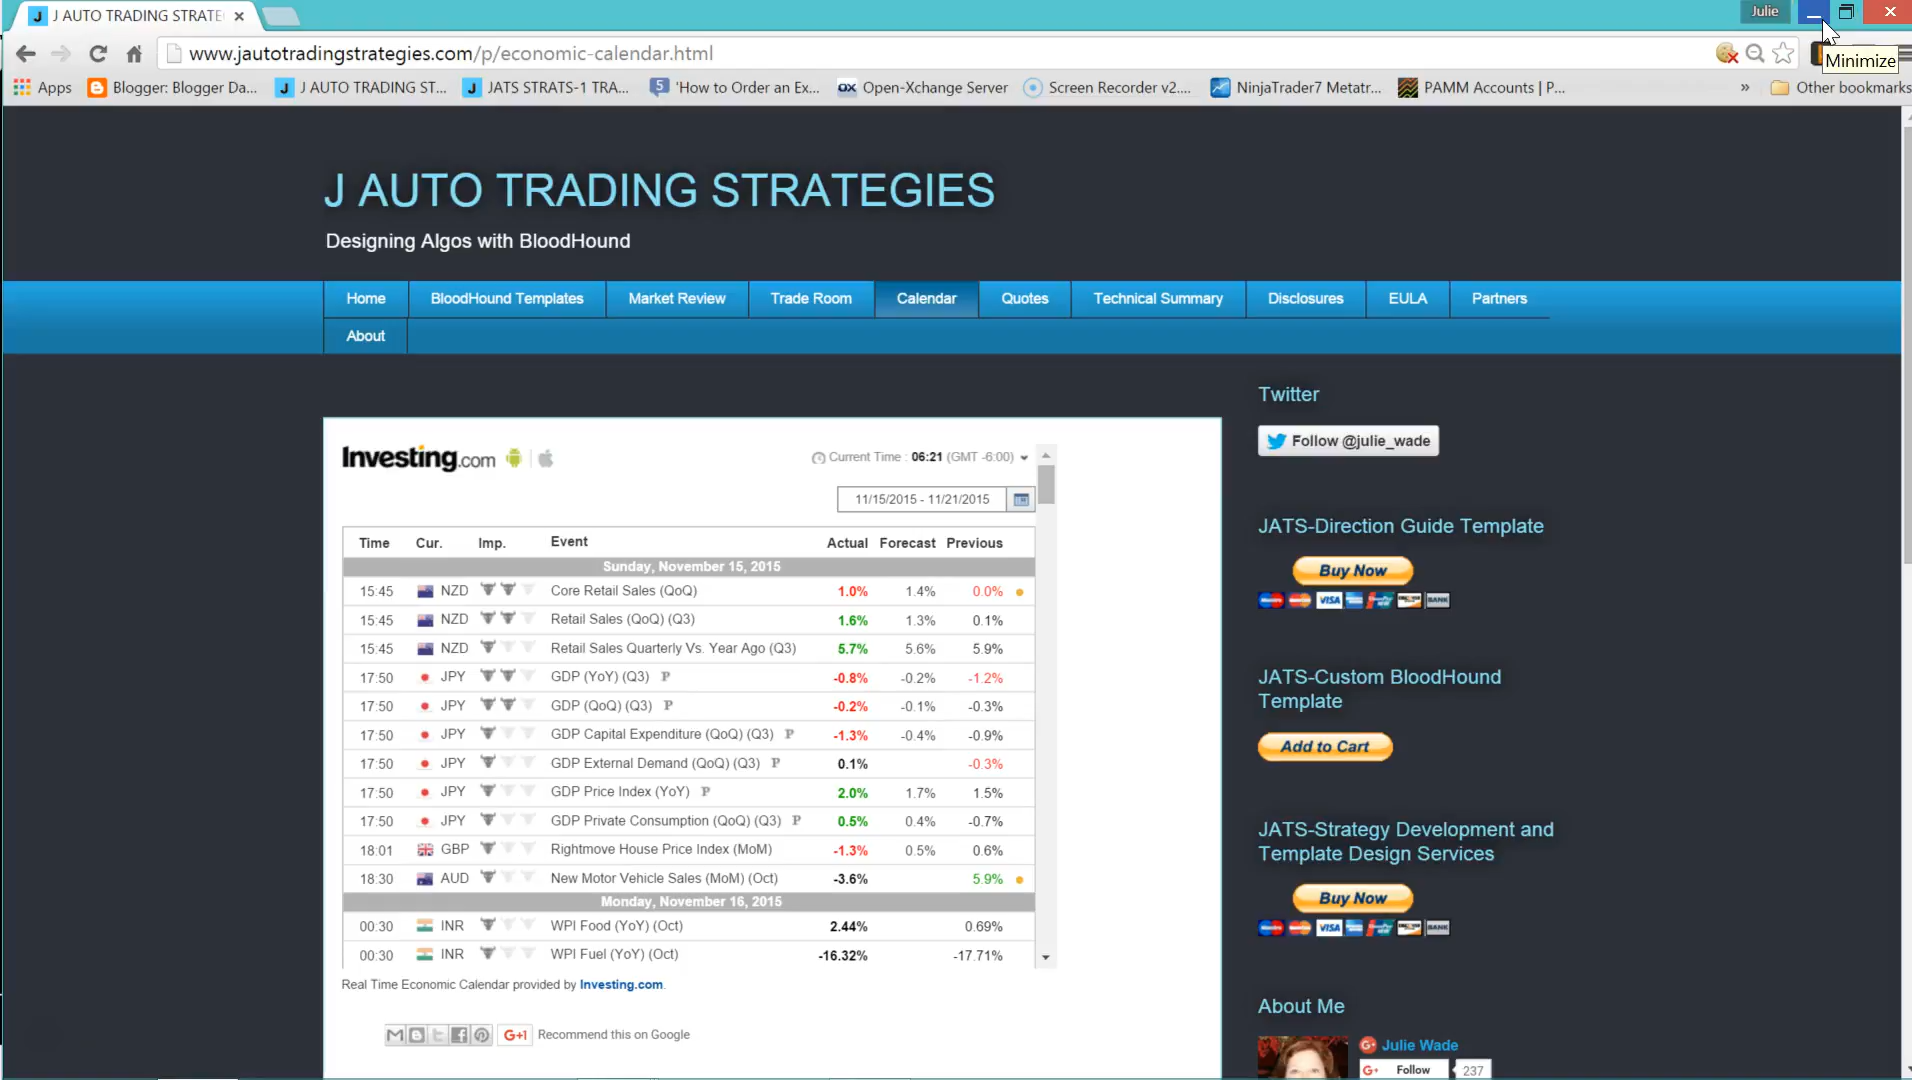 J AUTO TRADING STRATE
Julie
www.jautotradingstrategies.com/p/economic-calendar.html
Minimize
Apps Blogger: Blogger Da... J AUTO TRADING ST... JATS STRATS-1 TRA... 'How to Order an Ex... Open-Xchange Server Screen Recorder v2.... NinjaTrader7 Metatr... PAMM Accounts | P... » Other bookmarks
J AUTO TRADING STRATEGIES
Designing Algos with BloodHound
Home BloodHound Templates Market Review Trade Room Calendar Quotes Technical Summary Disclosures EULA Partners
About
Investing.com
Current Time : 06:21 (GMT -6:00)
11/15/2015 - 11/21/2015
Time Cur. Imp. Event Actual Forecast Previous
Sunday, November 15, 2015
15:45 NZD Core Retail Sales (QoQ) 1.0% 1.4% 0.0%
15:45 NZD Retail Sales (QoQ) (Q3) 1.6% 1.3% 0.1%
15:45 NZD Retail Sales Quarterly Vs. Year Ago (Q3) 5.7% 5.6% 5.9%
17:50 JPY GDP (YoY) (Q3) P -0.8% -0.2% -1.2%
17:50 JPY GDP (QoQ) (Q3) P -0.2% -0.1% -0.3%
17:50 JPY GDP Capital Expenditure (QoQ) (Q3) P -1.3% -0.4% -0.9%
17:50 JPY GDP External Demand (QoQ) (Q3) P 0.1% -0.3%
17:50 JPY GDP Price Index (YoY) P 2.0% 1.7% 1.5%
17:50 JPY GDP Private Consumption (QoQ) (Q3) P 0.5% 0.4% -0.7%
18:01 GBP Rightmove House Price Index (MoM) -1.3% 0.5% 0.6%
18:30 AUD New Motor Vehicle Sales (MoM) (Oct) -3.6% 5.9%
Monday, November 16, 2015
00:30 INR WPI Food (YoY) (Oct) 2.44% 0.69%
00:30 INR WPI Fuel (YoY) (Oct) -16.32% -17.71%
Real Time Economic Calendar provided by Investing.com.
G+1 Recommend this on Google
Twitter
Follow @julie_wade
JATS-Direction Guide Template
Buy Now
VISA BANK
JATS-Custom BloodHound
Template
Add to Cart
JATS-Strategy Development and
Template Design Services
Buy Now
VISA BANK
About Me
Julie Wade
G+ Follow 237